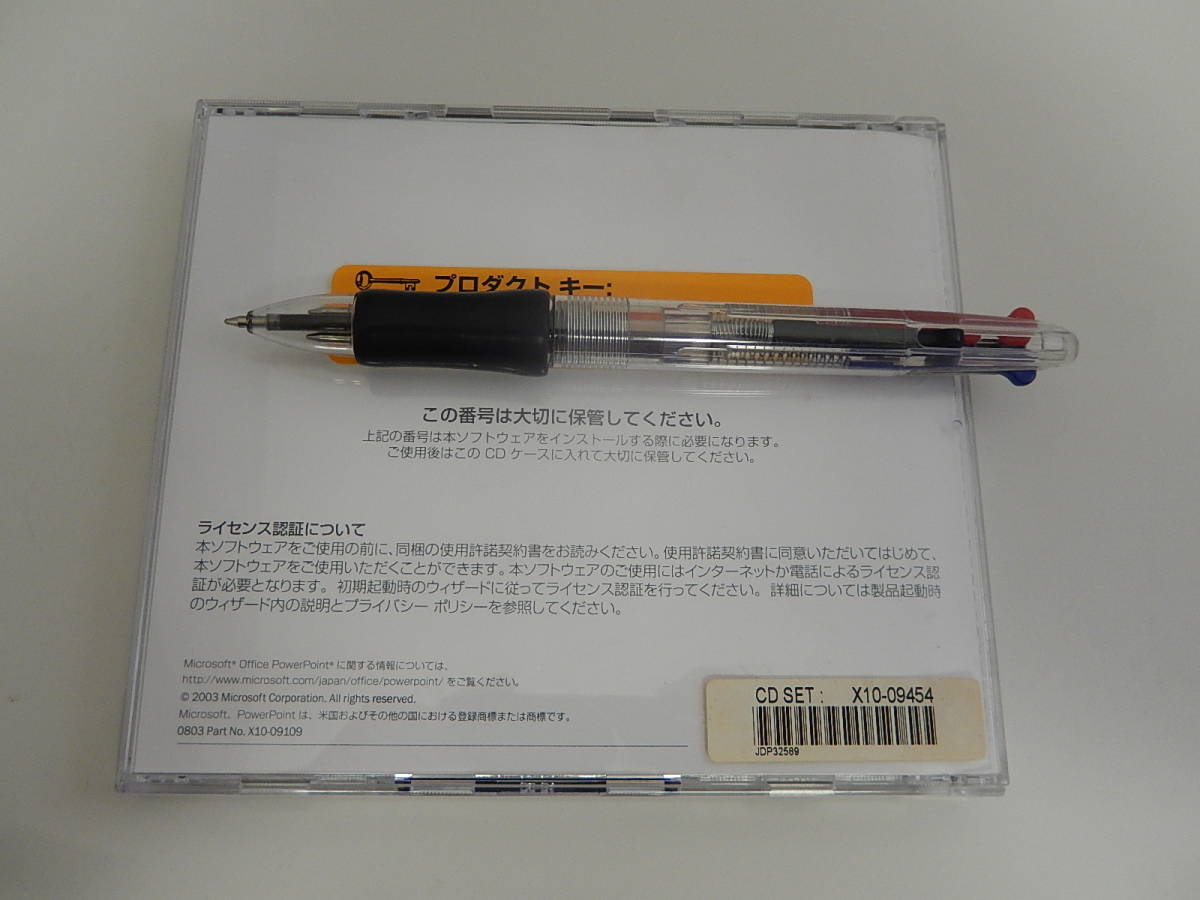 プロダクト キー:
この番号は大切に保管してください。
上記の番号は本ソフトウェアをインストールする際に必要になります。
ご使用後はこの CD ケースに入れて大切に保管してください。
ライセンス認証について
本ソフトウェアをご使用の前に、同梱の使用許諾契約書をお読みください。使用許諾契約書に同意いただいてはじめて、
本ソフトウェアをご使用いただくことができます。本ソフトウェアのご使用にはインターネットか電話によるライセンス認
証が必要となります。 初期起動時のウィザードに従ってライセンス認証を行ってください。 詳細については製品起動時
のウィザード内の説明とプライバシー ポリシーを参照してください。
Microsoft® Office PowerPoint® に関する情報については、
http://www.microsoft.com/japan/office/powerpoint/ をご覧ください。
© 2003 Microsoft Corporation. All rights reserved.
Microsoft、PowerPoint は、米国およびその他の国における登録商標または商標です。
0803 Part No. X10-09109
CD SET : X10-09454
JDP32589